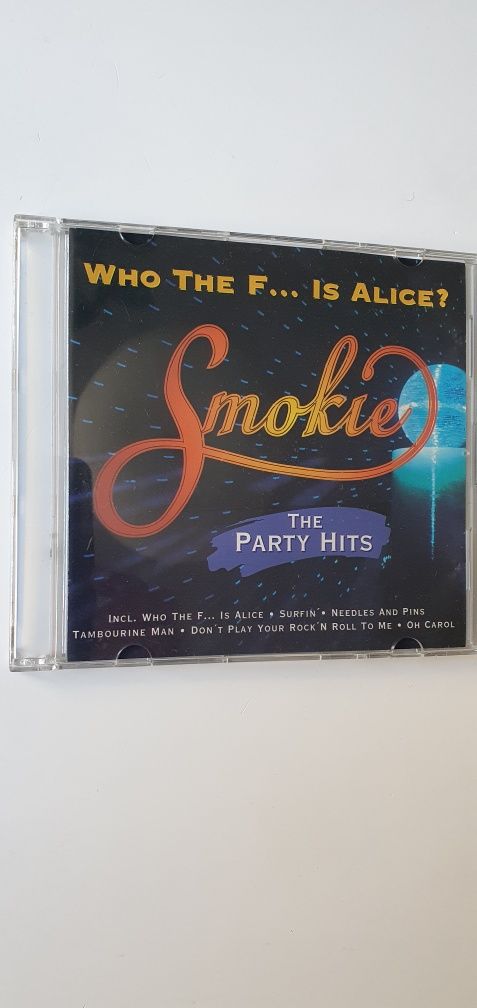 WHO THE F... IS ALICE?
Smokie
THE
PARTY HITS
INCL. WHO THE F... IS ALICE • SURFIN´ • NEEDLES AND PINS
TAMBOURINE MAN • DON´T PLAY YOUR ROCK´N ROLL TO ME • OH CAROL